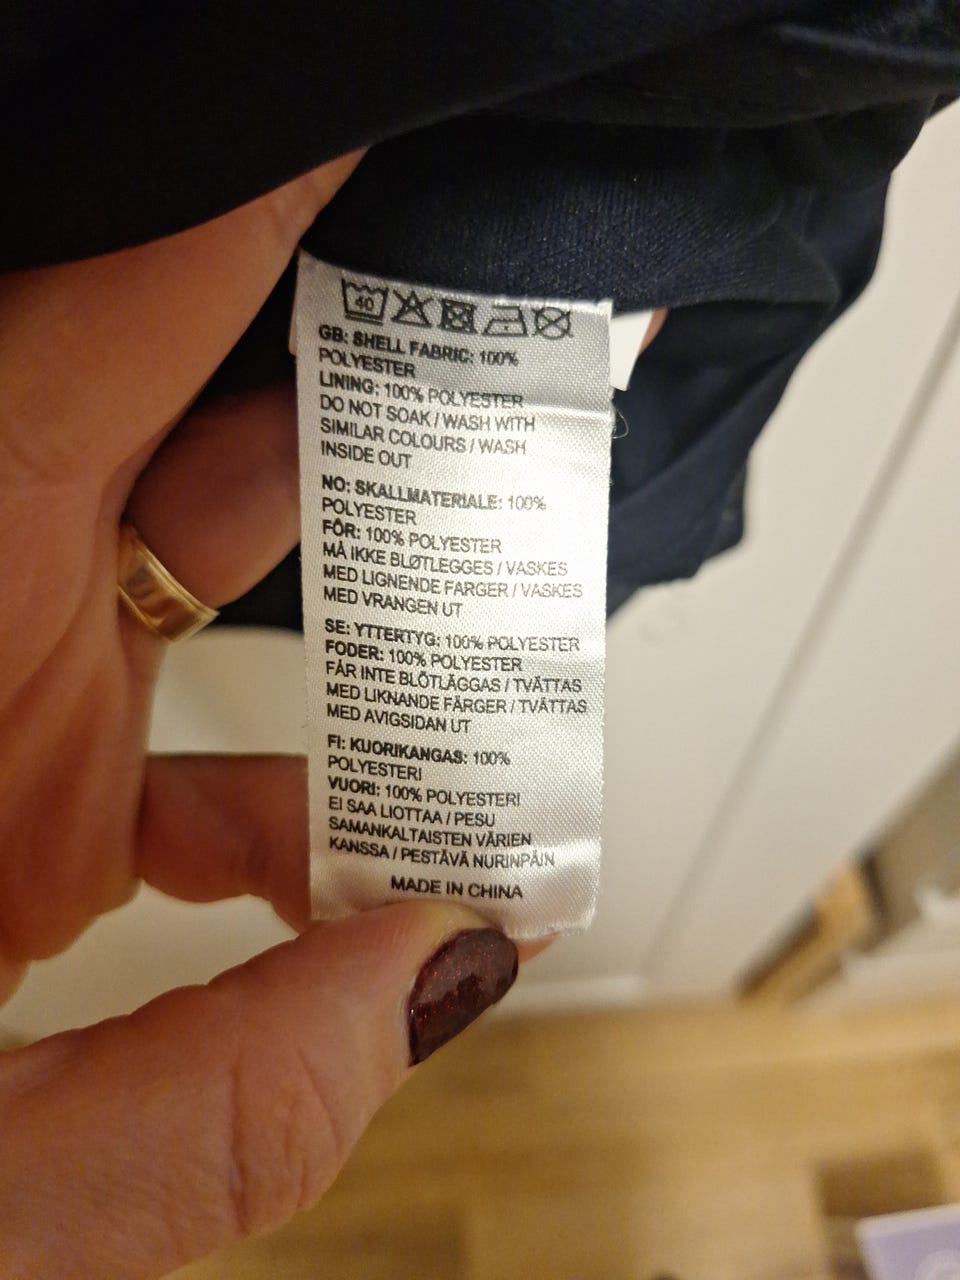 40
GB: SHELL FABRIC: 100%
POLYESTER
LINING: 100% POLYESTER
DO NOT SOAK / WASH WITH
SIMILAR COLOURS / WASH
INSIDE OUT
NO: SKALLMATERIALE: 100%
POLYESTER
FÔR: 100% POLYESTER
MÅ IKKE BLØTLEGGES / VASKES
MED LIGNENDE FARGER / VASKES
MED VRANGEN UT
SE: YTTERTYG: 100% POLYESTER
FODER: 100% POLYESTER
FÅR INTE BLÖTLÄGGAS / TVÄTTAS
MED LIKNANDE FÄRGER / TVÄTTAS
MED AVIGSIDAN UT
FI: KUORIKANGAS: 100%
POLYESTERI
VUORI: 100% POLYESTERI
EI SAA LIOTTAA / PESU
SAMANKALTAISTEN VÄRIEN
KANSSA / PESTÄVÄ NURINPÄIN
MADE IN CHINA